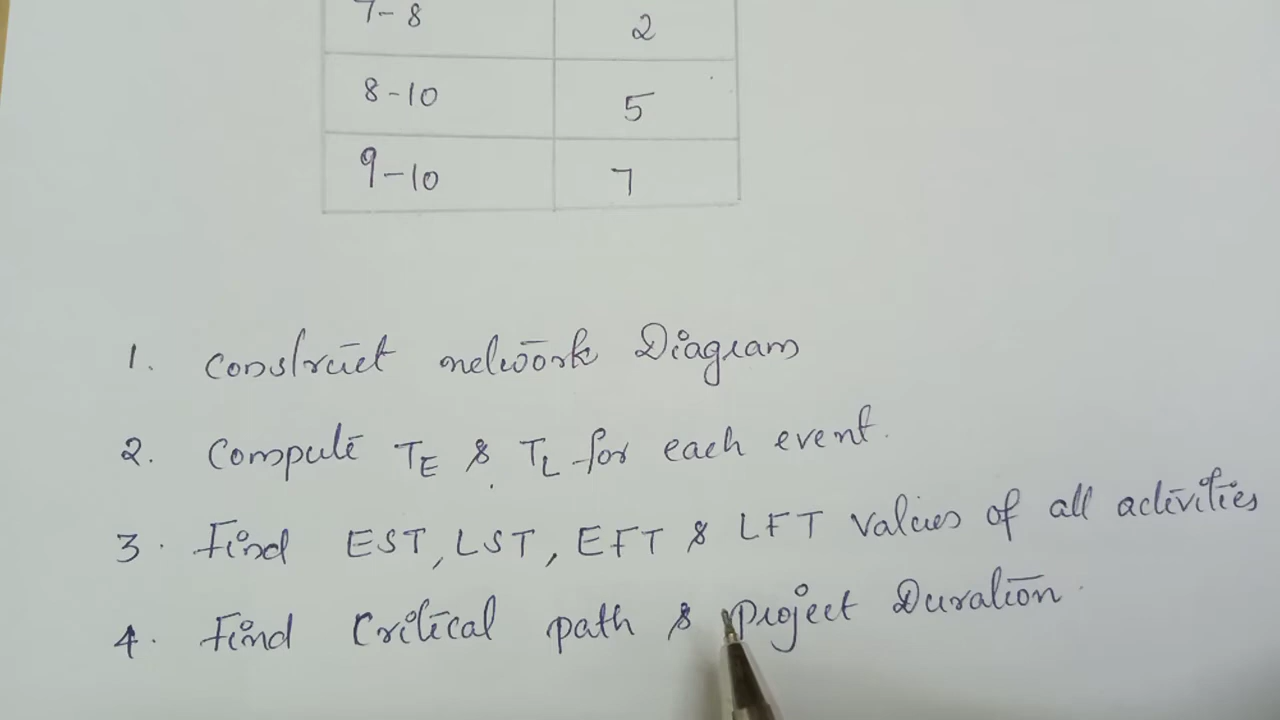 7-8 2
8-10 5
9-10 7
1. Construct network Diagram
2. Compute TE & TL for each event.
3. Find EST, LST, EFT & LFT Values of all activities
4. Find Critical path & Project Duration.